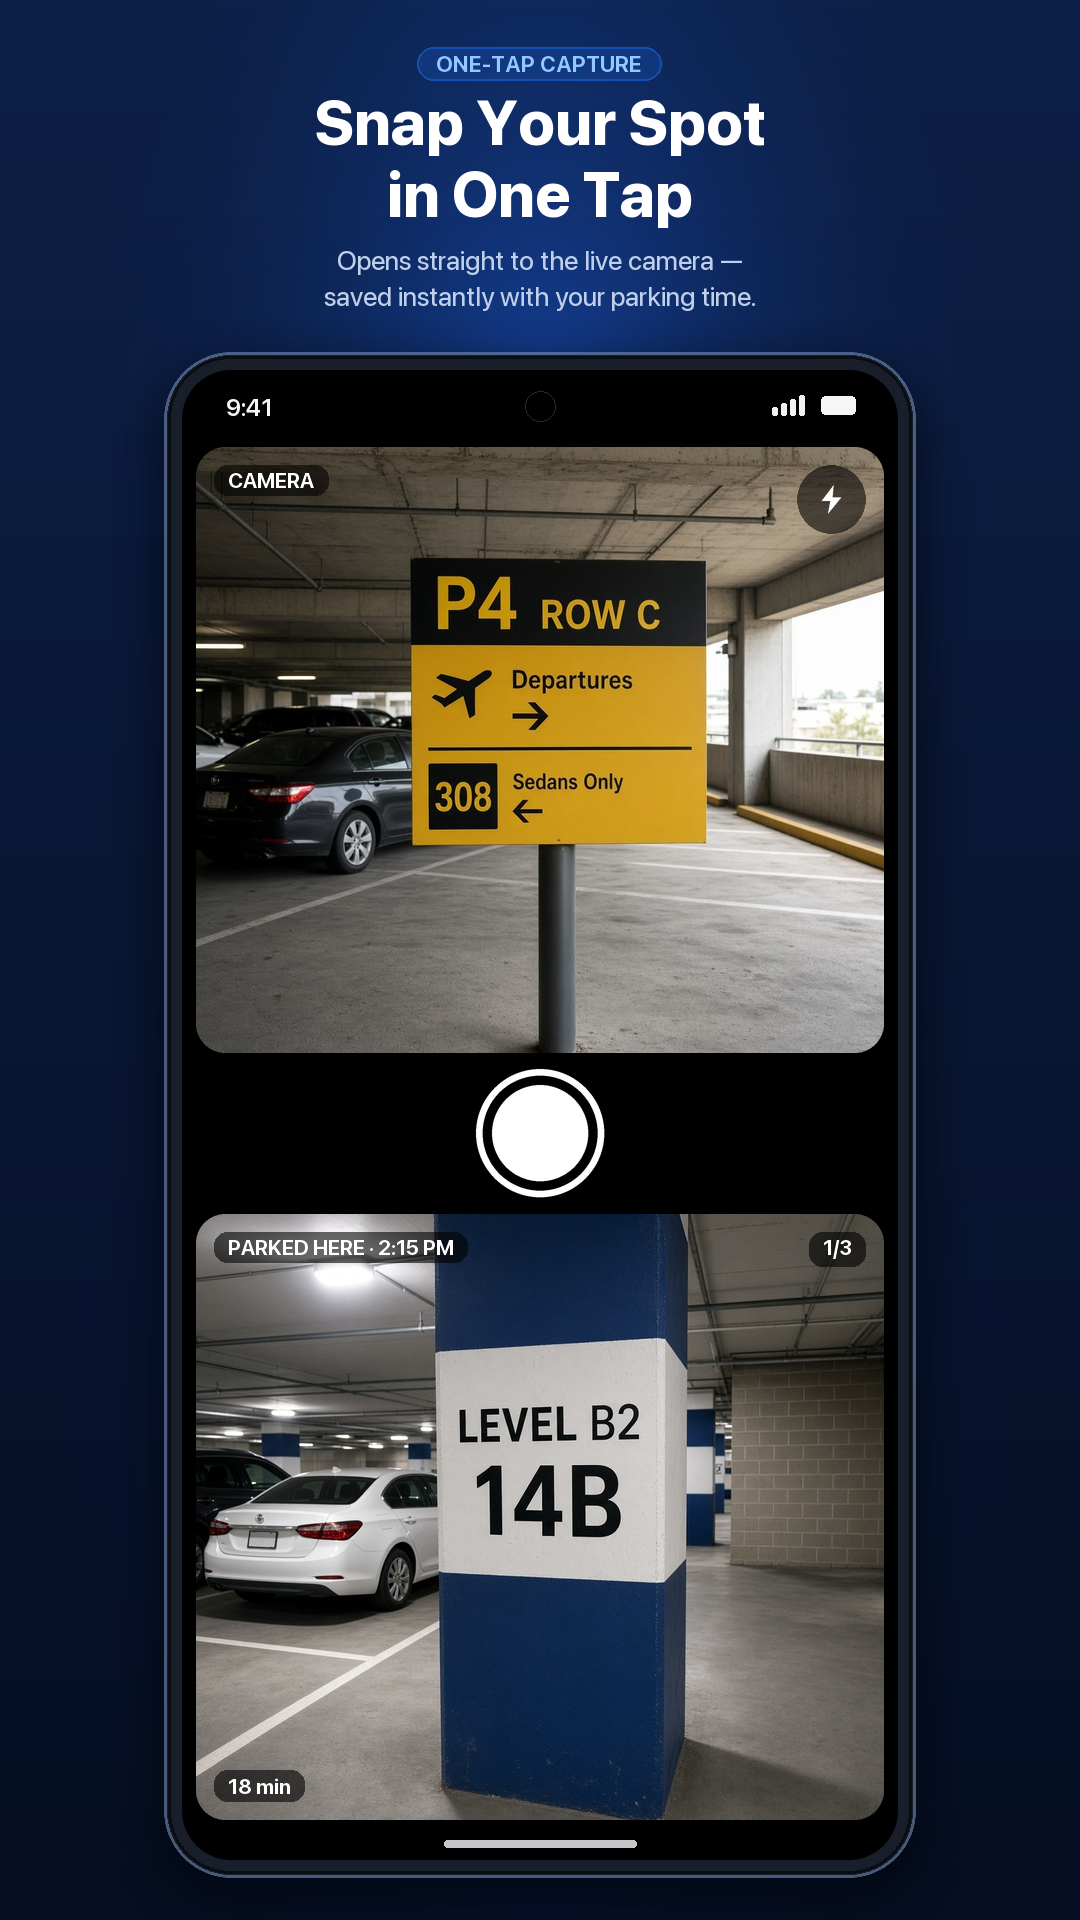 ONE-TAP CAPTURE
Snap Your Spot
in One Tap
Opens straight to the live camera —
saved instantly with your parking time.
9:41
CAMERA
P4 ROW C
Departures
→
308 Sedans Only
←
PARKED HERE · 2:15 PM
1/3
LEVEL B2
14B
18 min